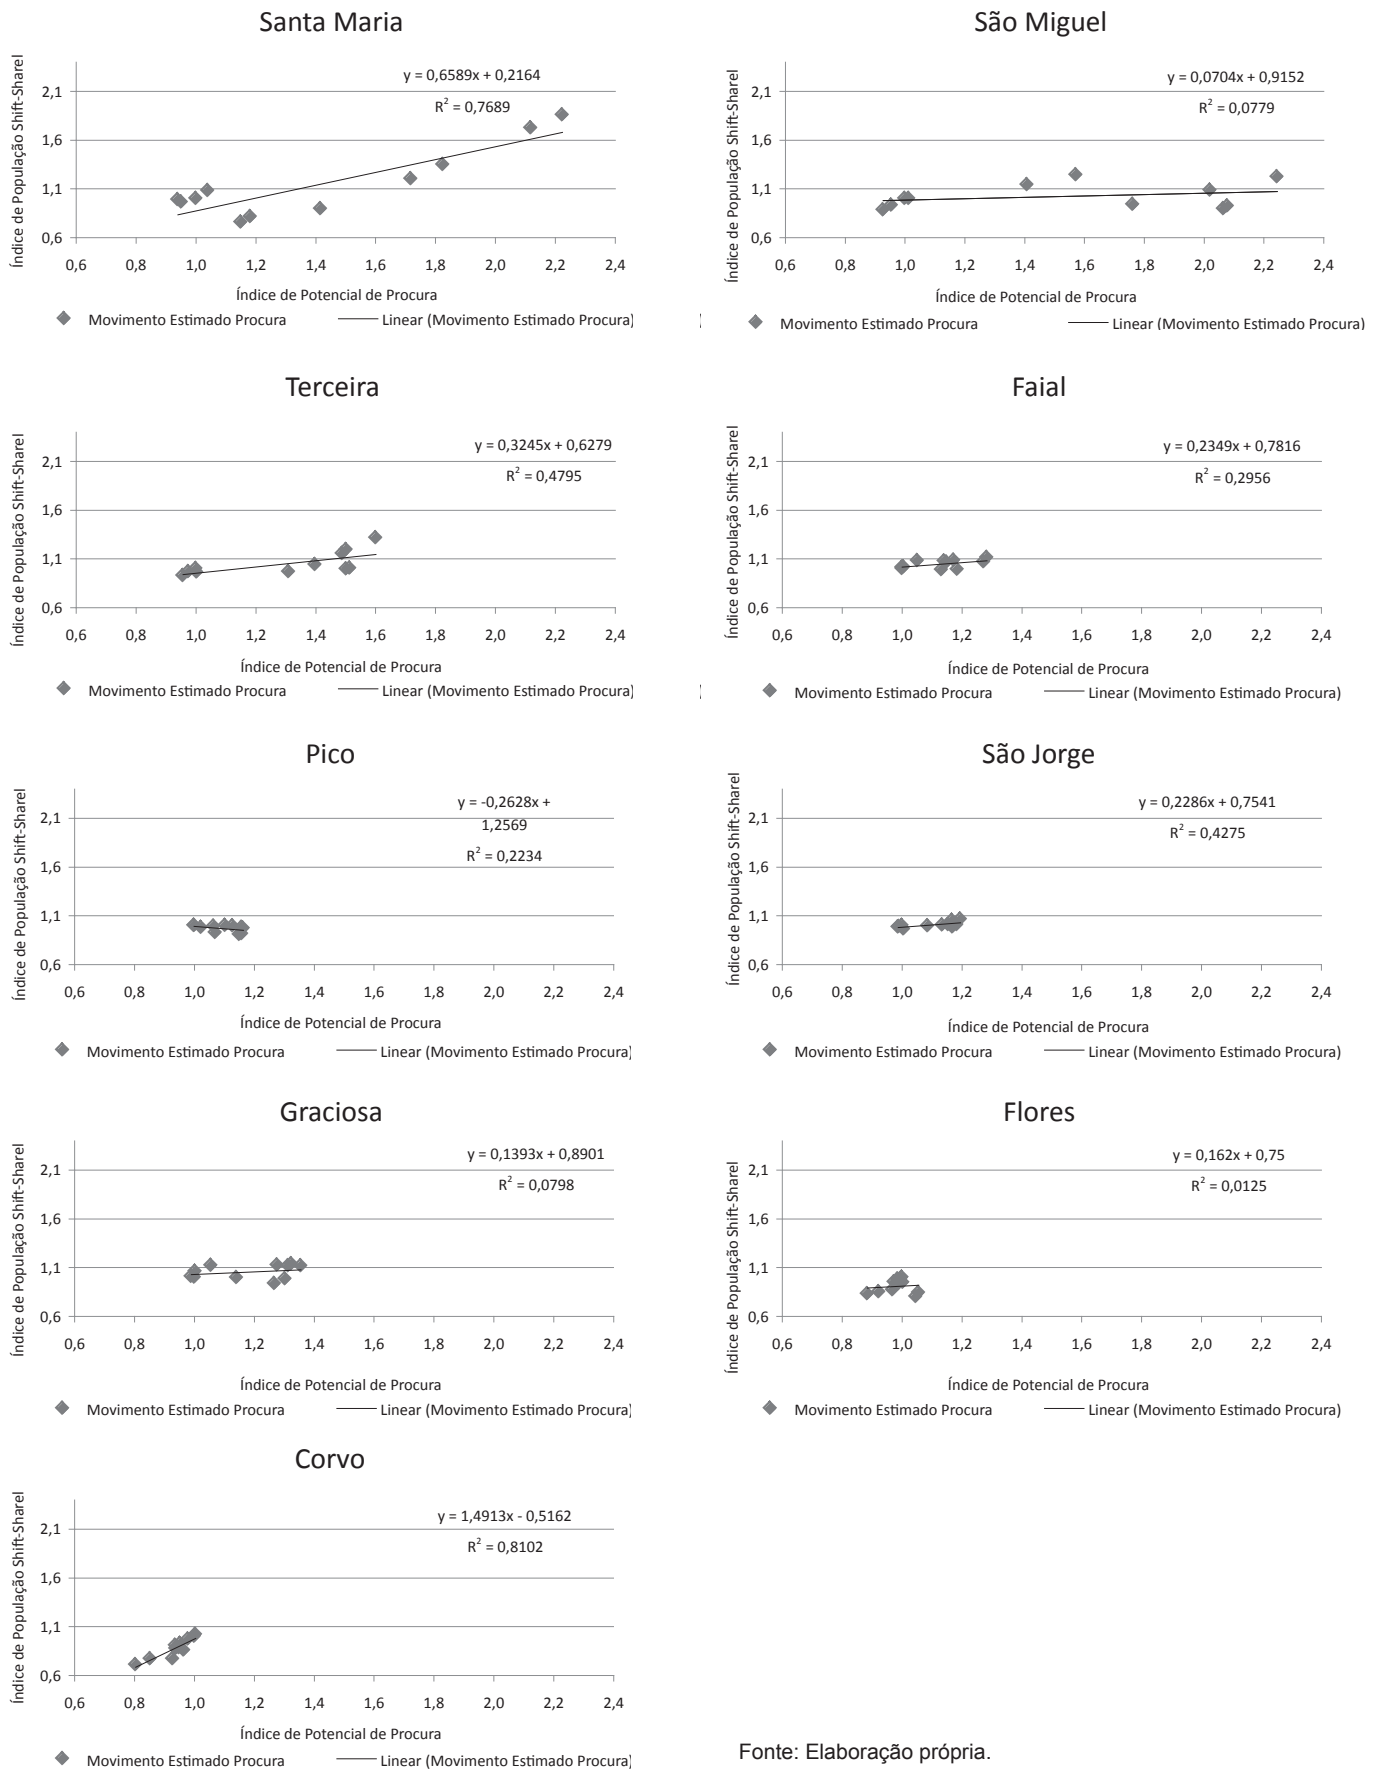 Santa Maria
Índice de População Shift-Sharel
y = 0,6589x + 0,2164
R² = 0,7689
2,1
1,6
1,1
0,6
0,6 0,8 1,0 1,2 1,4 1,6 1,8 2,0 2,2 2,4
Índice de Potencial de Procura
Movimento Estimado Procura Linear (Movimento Estimado Procura)
São Miguel
Índice de População Shift-Sharel
y = 0,0704x + 0,9152
R² = 0,0779
2,1
1,6
1,1
0,6
0,6 0,8 1,0 1,2 1,4 1,6 1,8 2,0 2,2 2,4
Índice de Potencial de Procura
Movimento Estimado Procura Linear (Movimento Estimado Procura)
Terceira
Índice de População Shift-Sharel
y = 0,3245x + 0,6279
R² = 0,4795
2,1
1,6
1,1
0,6
0,6 0,8 1,0 1,2 1,4 1,6 1,8 2,0 2,2 2,4
Índice de Potencial de Procura
Movimento Estimado Procura Linear (Movimento Estimado Procura)
Faial
Índice de População Shift-Sharel
y = 0,2349x + 0,7816
R² = 0,2956
2,1
1,6
1,1
0,6
0,6 0,8 1,0 1,2 1,4 1,6 1,8 2,0 2,2 2,4
Índice de Potencial de Procura
Movimento Estimado Procura Linear (Movimento Estimado Procura)
Pico
Índice de População Shift-Sharel
y = -0,2628x +
1,2569
R² = 0,2234
2,1
1,6
1,1
0,6
0,6 0,8 1,0 1,2 1,4 1,6 1,8 2,0 2,2 2,4
Índice de Potencial de Procura
Movimento Estimado Procura Linear (Movimento Estimado Procura)
São Jorge
Índice de População Shift-Sharel
y = 0,2286x + 0,7541
R² = 0,4275
2,1
1,6
1,1
0,6
0,6 0,8 1,0 1,2 1,4 1,6 1,8 2,0 2,2 2,4
Índice de Potencial de Procura
Movimento Estimado Procura Linear (Movimento Estimado Procura)
Graciosa
Índice de População Shift-Sharel
y = 0,1393x + 0,8901
R² = 0,0798
2,1
1,6
1,1
0,6
0,6 0,8 1,0 1,2 1,4 1,6 1,8 2,0 2,2 2,4
Índice de Potencial de Procura
Movimento Estimado Procura Linear (Movimento Estimado Procura)
Flores
Índice de População Shift-Sharel
y = 0,162x + 0,75
R² = 0,0125
2,1
1,6
1,1
0,6
0,6 0,8 1,0 1,2 1,4 1,6 1,8 2,0 2,2 2,4
Índice de Potencial de Procura
Movimento Estimado Procura Linear (Movimento Estimado Procura)
Corvo
Índice de População Shift-Sharel
y = 1,4913x - 0,5162
R² = 0,8102
2,1
1,6
1,1
0,6
0,6 0,8 1,0 1,2 1,4 1,6 1,8 2,0 2,2 2,4
Índice de Potencial de Procura
Movimento Estimado Procura Linear (Movimento Estimado Procura)
Fonte: Elaboração própria.